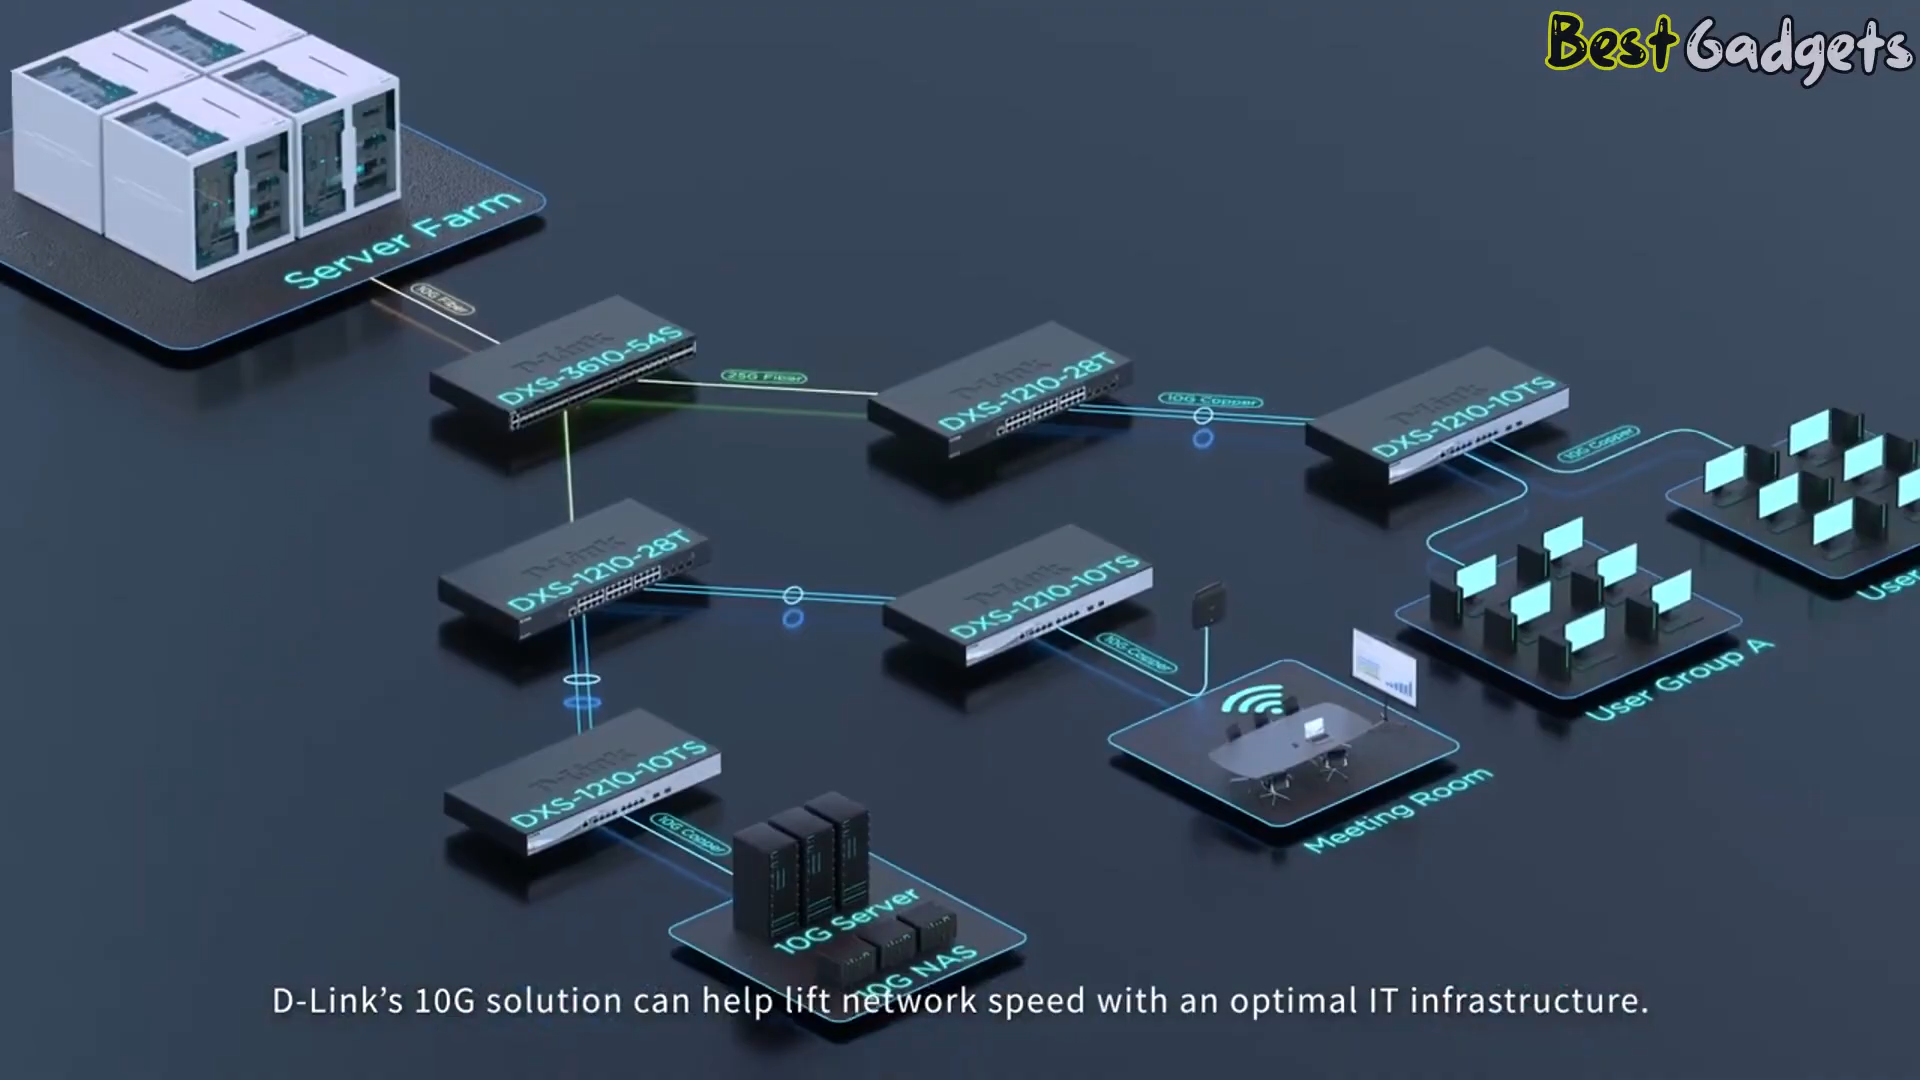 BestGadgets
Server Farm
10G Fiber
D-Link
DXS-3610-54S
25G Fiber
D-Link
DXS-1210-28T
10G Copper
D-Link
DXS-1210-10TS
10G Copper
D-Link
DXS-1210-28T
D-Link
DXS-1210-10TS
10G Copper
User
User Group A
Meeting Room
D-Link
DXS-1210-10TS
10G Copper
10G Server
10G NAS
D-Link’s 10G solution can help lift network speed with an optimal IT infrastructure.